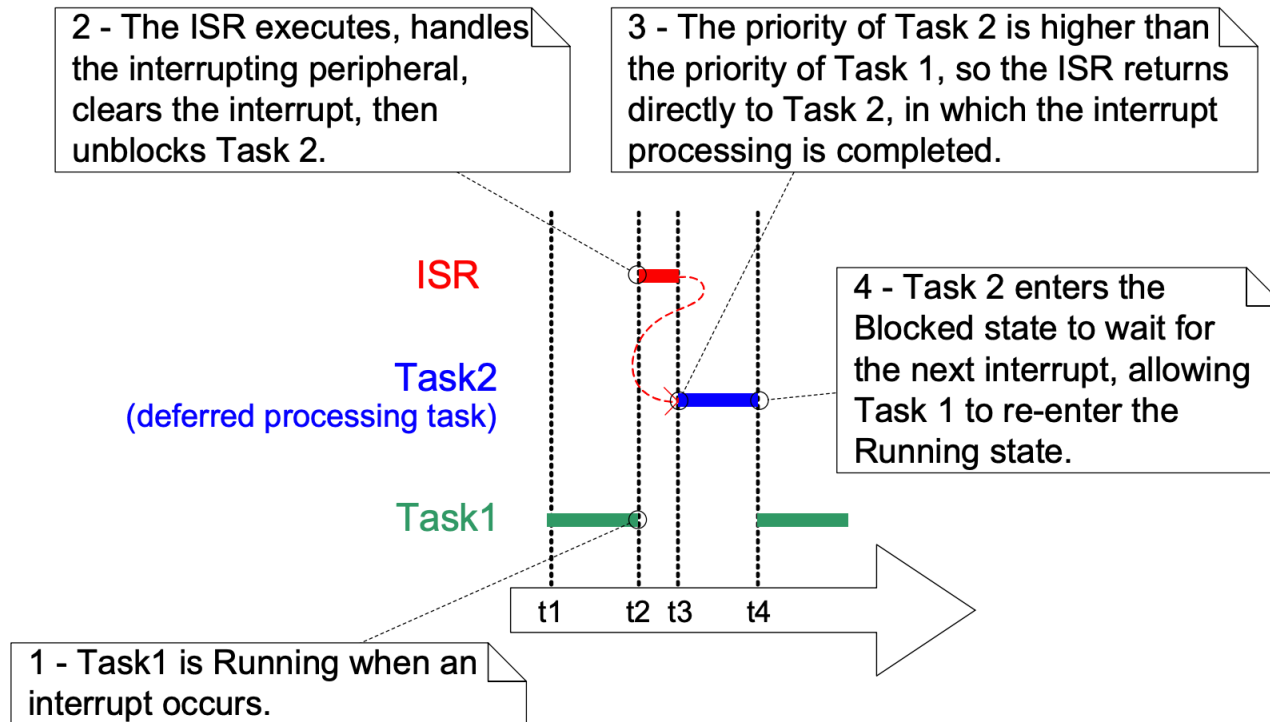 2 - The ISR executes, handles
the interrupting peripheral,
clears the interrupt, then
unblocks Task 2.
3 - The priority of Task 2 is higher than
the priority of Task 1, so the ISR returns
directly to Task 2, in which the interrupt
processing is completed.
ISR
4 - Task 2 enters the
Blocked state to wait for
the next interrupt, allowing
Task 1 to re-enter the
Running state.
Task2
(deferred processing task)
Task1
t1 t2 t3 t4
1 - Task1 is Running when an
interrupt occurs.